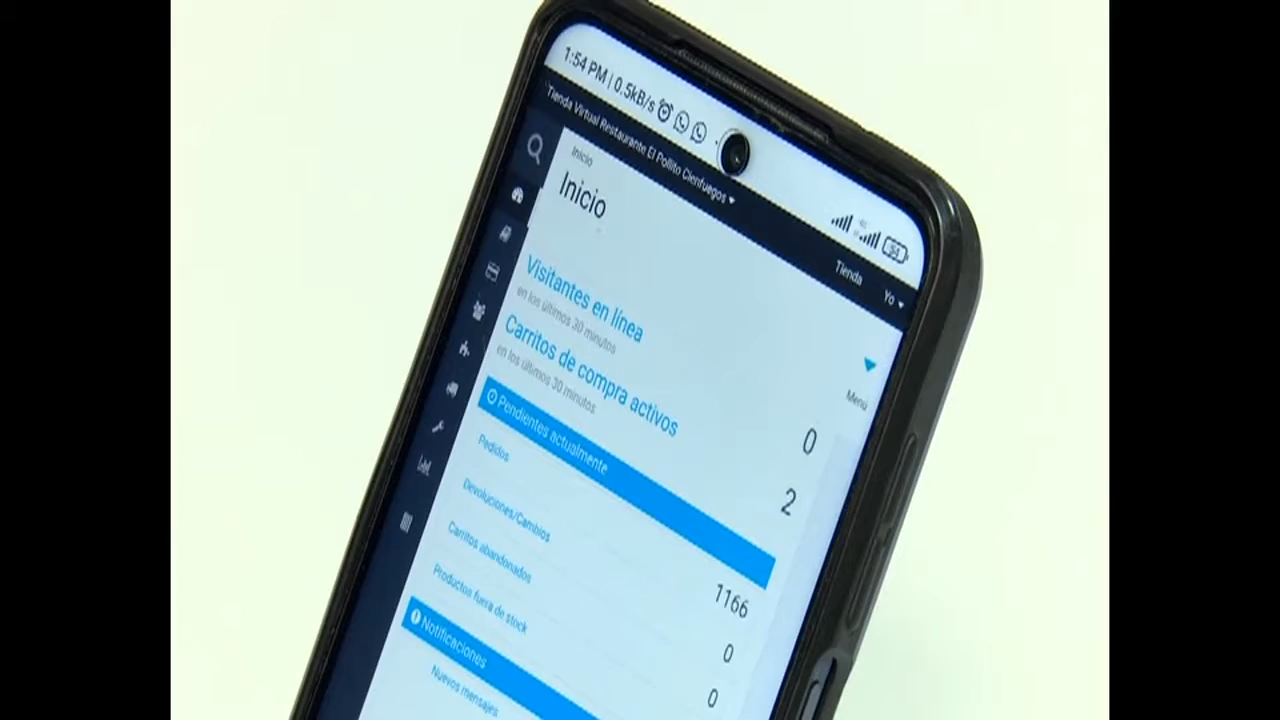 1:54 PM | 0.5kB/s
54
Tienda Virtual Restaurante El Pollito Cienfuegos
Tienda
Yo
Inicio
Inicio
Menú
Visitantes en línea
en los últimos 30 minutos
0
Carritos de compra activos
en los últimos 30 minutos
2
Pendientes actualmente
Pedidos
1166
Devoluciones/Cambios
0
Carritos abandonados
0
Productos fuera de stock
Notificaciones
Nuevos mensajes